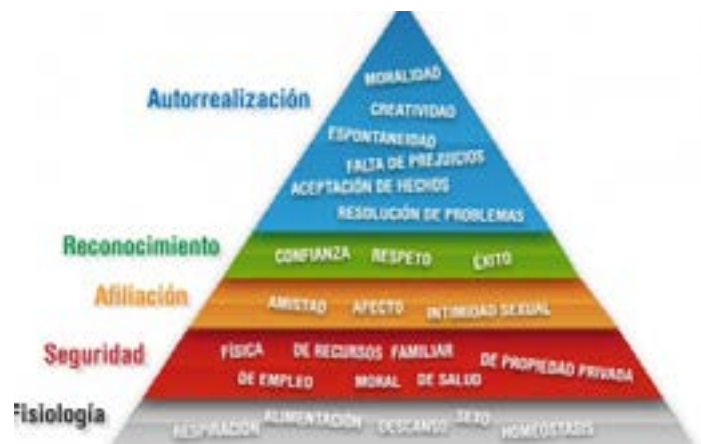 MORALIDAD
Autorrealización
CREATIVIDAD
ESPONTANEIDAD
FALTA DE PREJUICIOS
ACEPTACIÓN DE HECHOS
RESOLUCIÓN DE PROBLEMAS
Reconocimiento
CONFIANZA RESPETO ÉXITO
Afiliación
AMISTAD AFECTO INTIMIDAD SEXUAL
Seguridad
FÍSICA DE RECURSOS FAMILIAR DE PROPIEDAD PRIVADA
DE EMPLEO MORAL DE SALUD
Fisiología
RESPIRACIÓN ALIMENTACIÓN DESCANSO SEXO HOMEOSTASIS